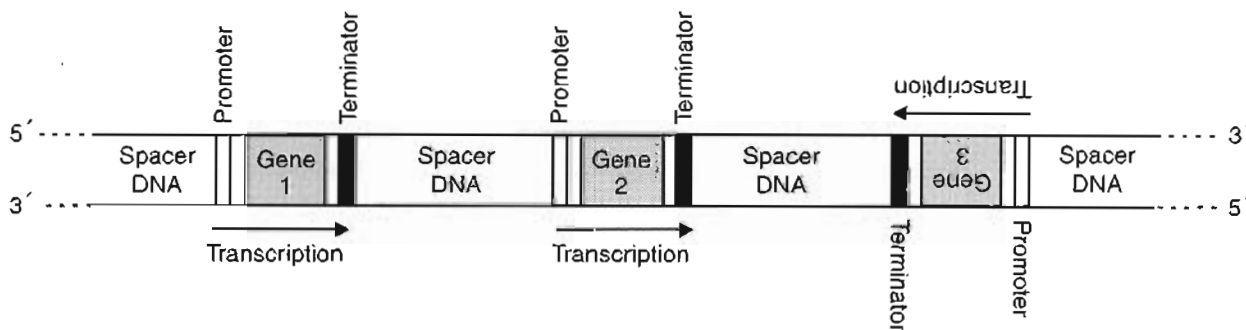 Promoter
Terminator
Promoter
Terminator
Transcription
5´
3´
Spacer
DNA
Gene
1
Spacer
DNA
Gene
2
Spacer
DNA
Gene
3
Spacer
DNA
3´
5´
Transcription
Transcription
Terminator
Promoter